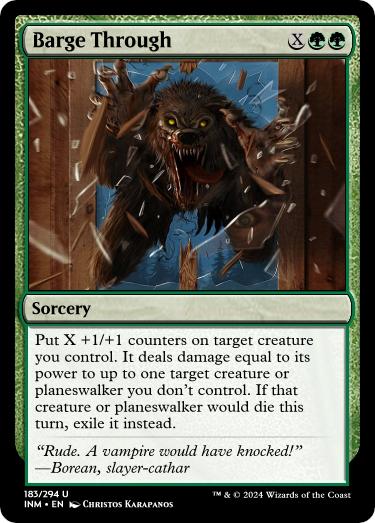 Barge Through X
Sorcery
Put X +1/+1 counters on target creature
you control. It deals damage equal to its
power to up to one target creature or
planeswalker you don’t control. If that
creature or planeswalker would die this
turn, exile it instead.
“Rude. A vampire would have knocked!”
—Borean, slayer-cathar
183/294 U
INM • EN Christos Karapanos
™ & © 2024 Wizards of the Coast